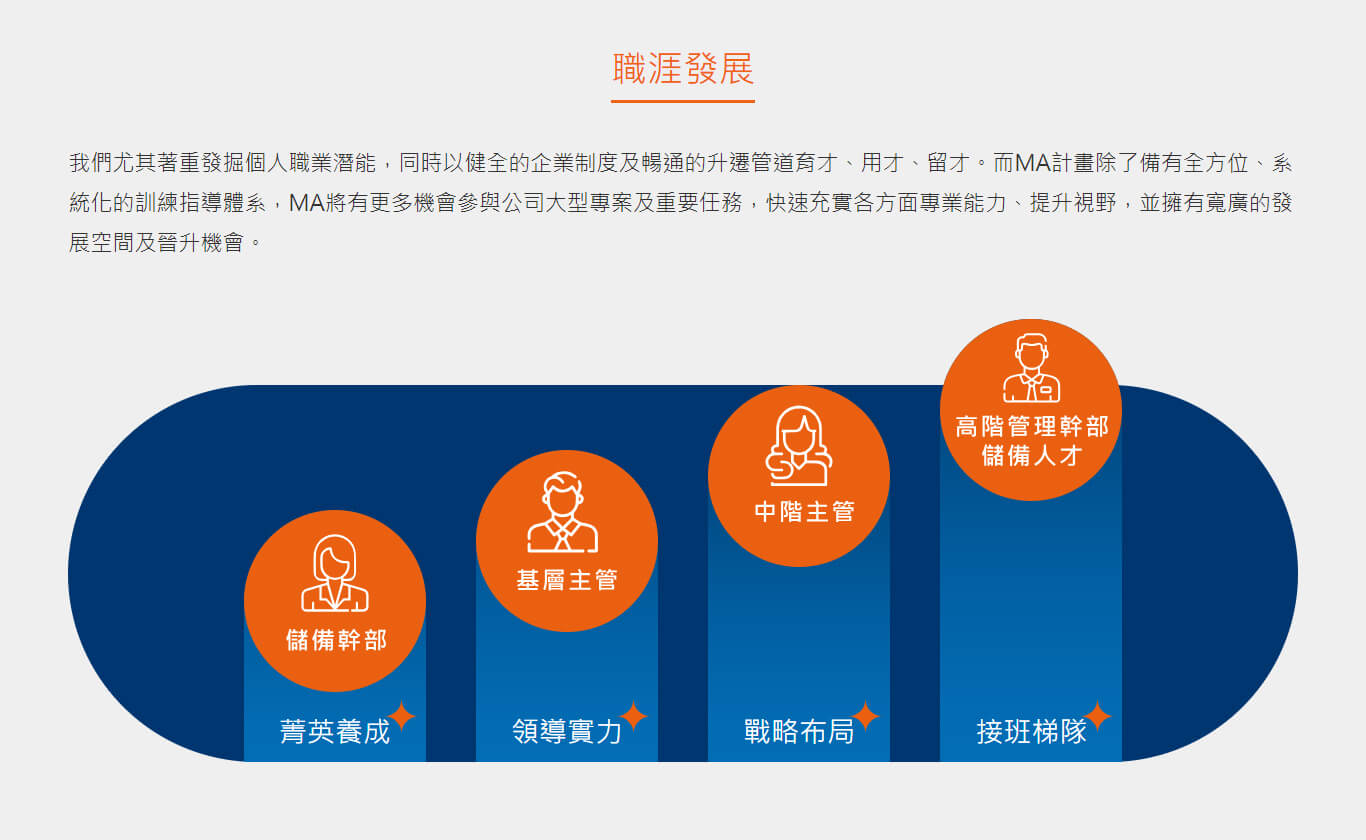 職涯發展
我們尤其著重發掘個人職業潛能，同時以健全的企業制度及暢通的升遷管道育才、用才、留才。而MA計畫除了備有全方位、系
統化的訓練指導體系，MA將有更多機會參與公司大型專案及重要任務，快速充實各方面專業能力、提升視野，並擁有寬廣的發
展空間及晉升機會。
儲備幹部
菁英養成
基層主管
領導實力
中階主管
戰略布局
高階管理幹部
儲備人才
接班梯隊